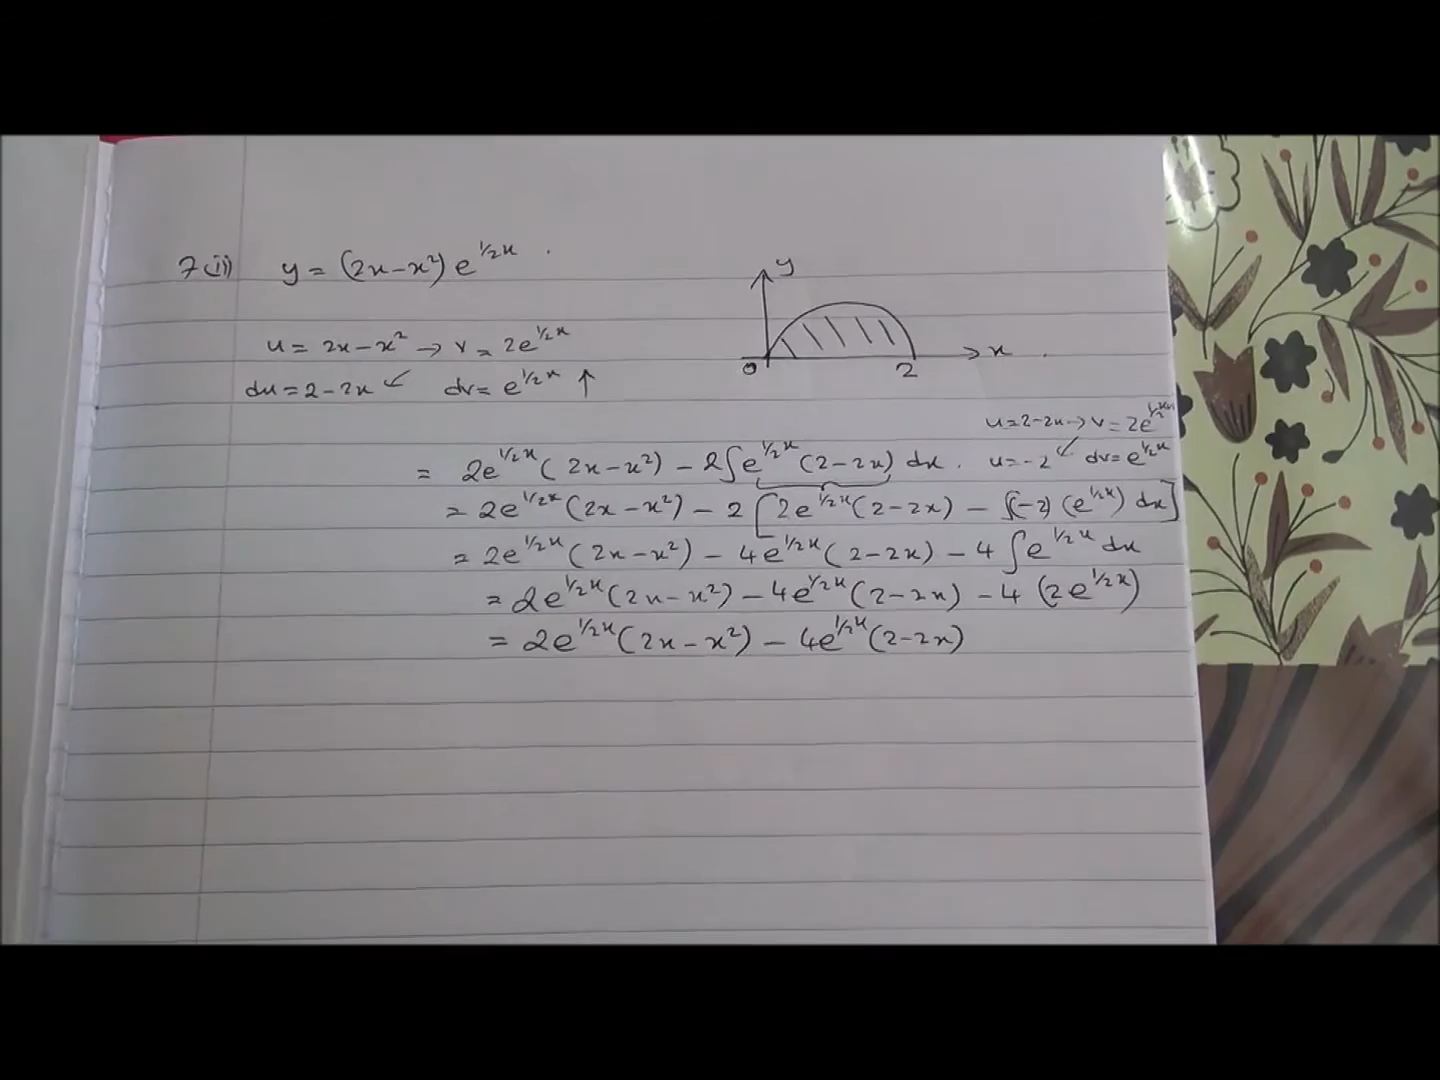 7(ii) y = (2x-x²) e^{1/2x}
y
u = 2x-x² → v = 2e^{1/2x}
0 2 x
du = 2-2x ↙ dv = e^{1/2x} ↑
u = 2-2x → v = 2e^{1/2x}
= 2e^{1/2x} (2x-x²) - 2∫e^{1/2x} (2-2x) dx. u = -2 ↙ dv = e^{1/2x}
= 2e^{1/2x} (2x-x²) - 2 [2e^{1/2x} (2-2x) - ∫(-2) (e^{1/2x}) dx]
= 2e^{1/2x} (2x-x²) - 4e^{1/2x} (2-2x) - 4 ∫e^{1/2x} dx
= 2e^{1/2x} (2x-x²) - 4e^{1/2x} (2-2x) - 4 (2e^{1/2x})
= 2e^{1/2x} (2x-x²) - 4e^{1/2x} (2-2x)